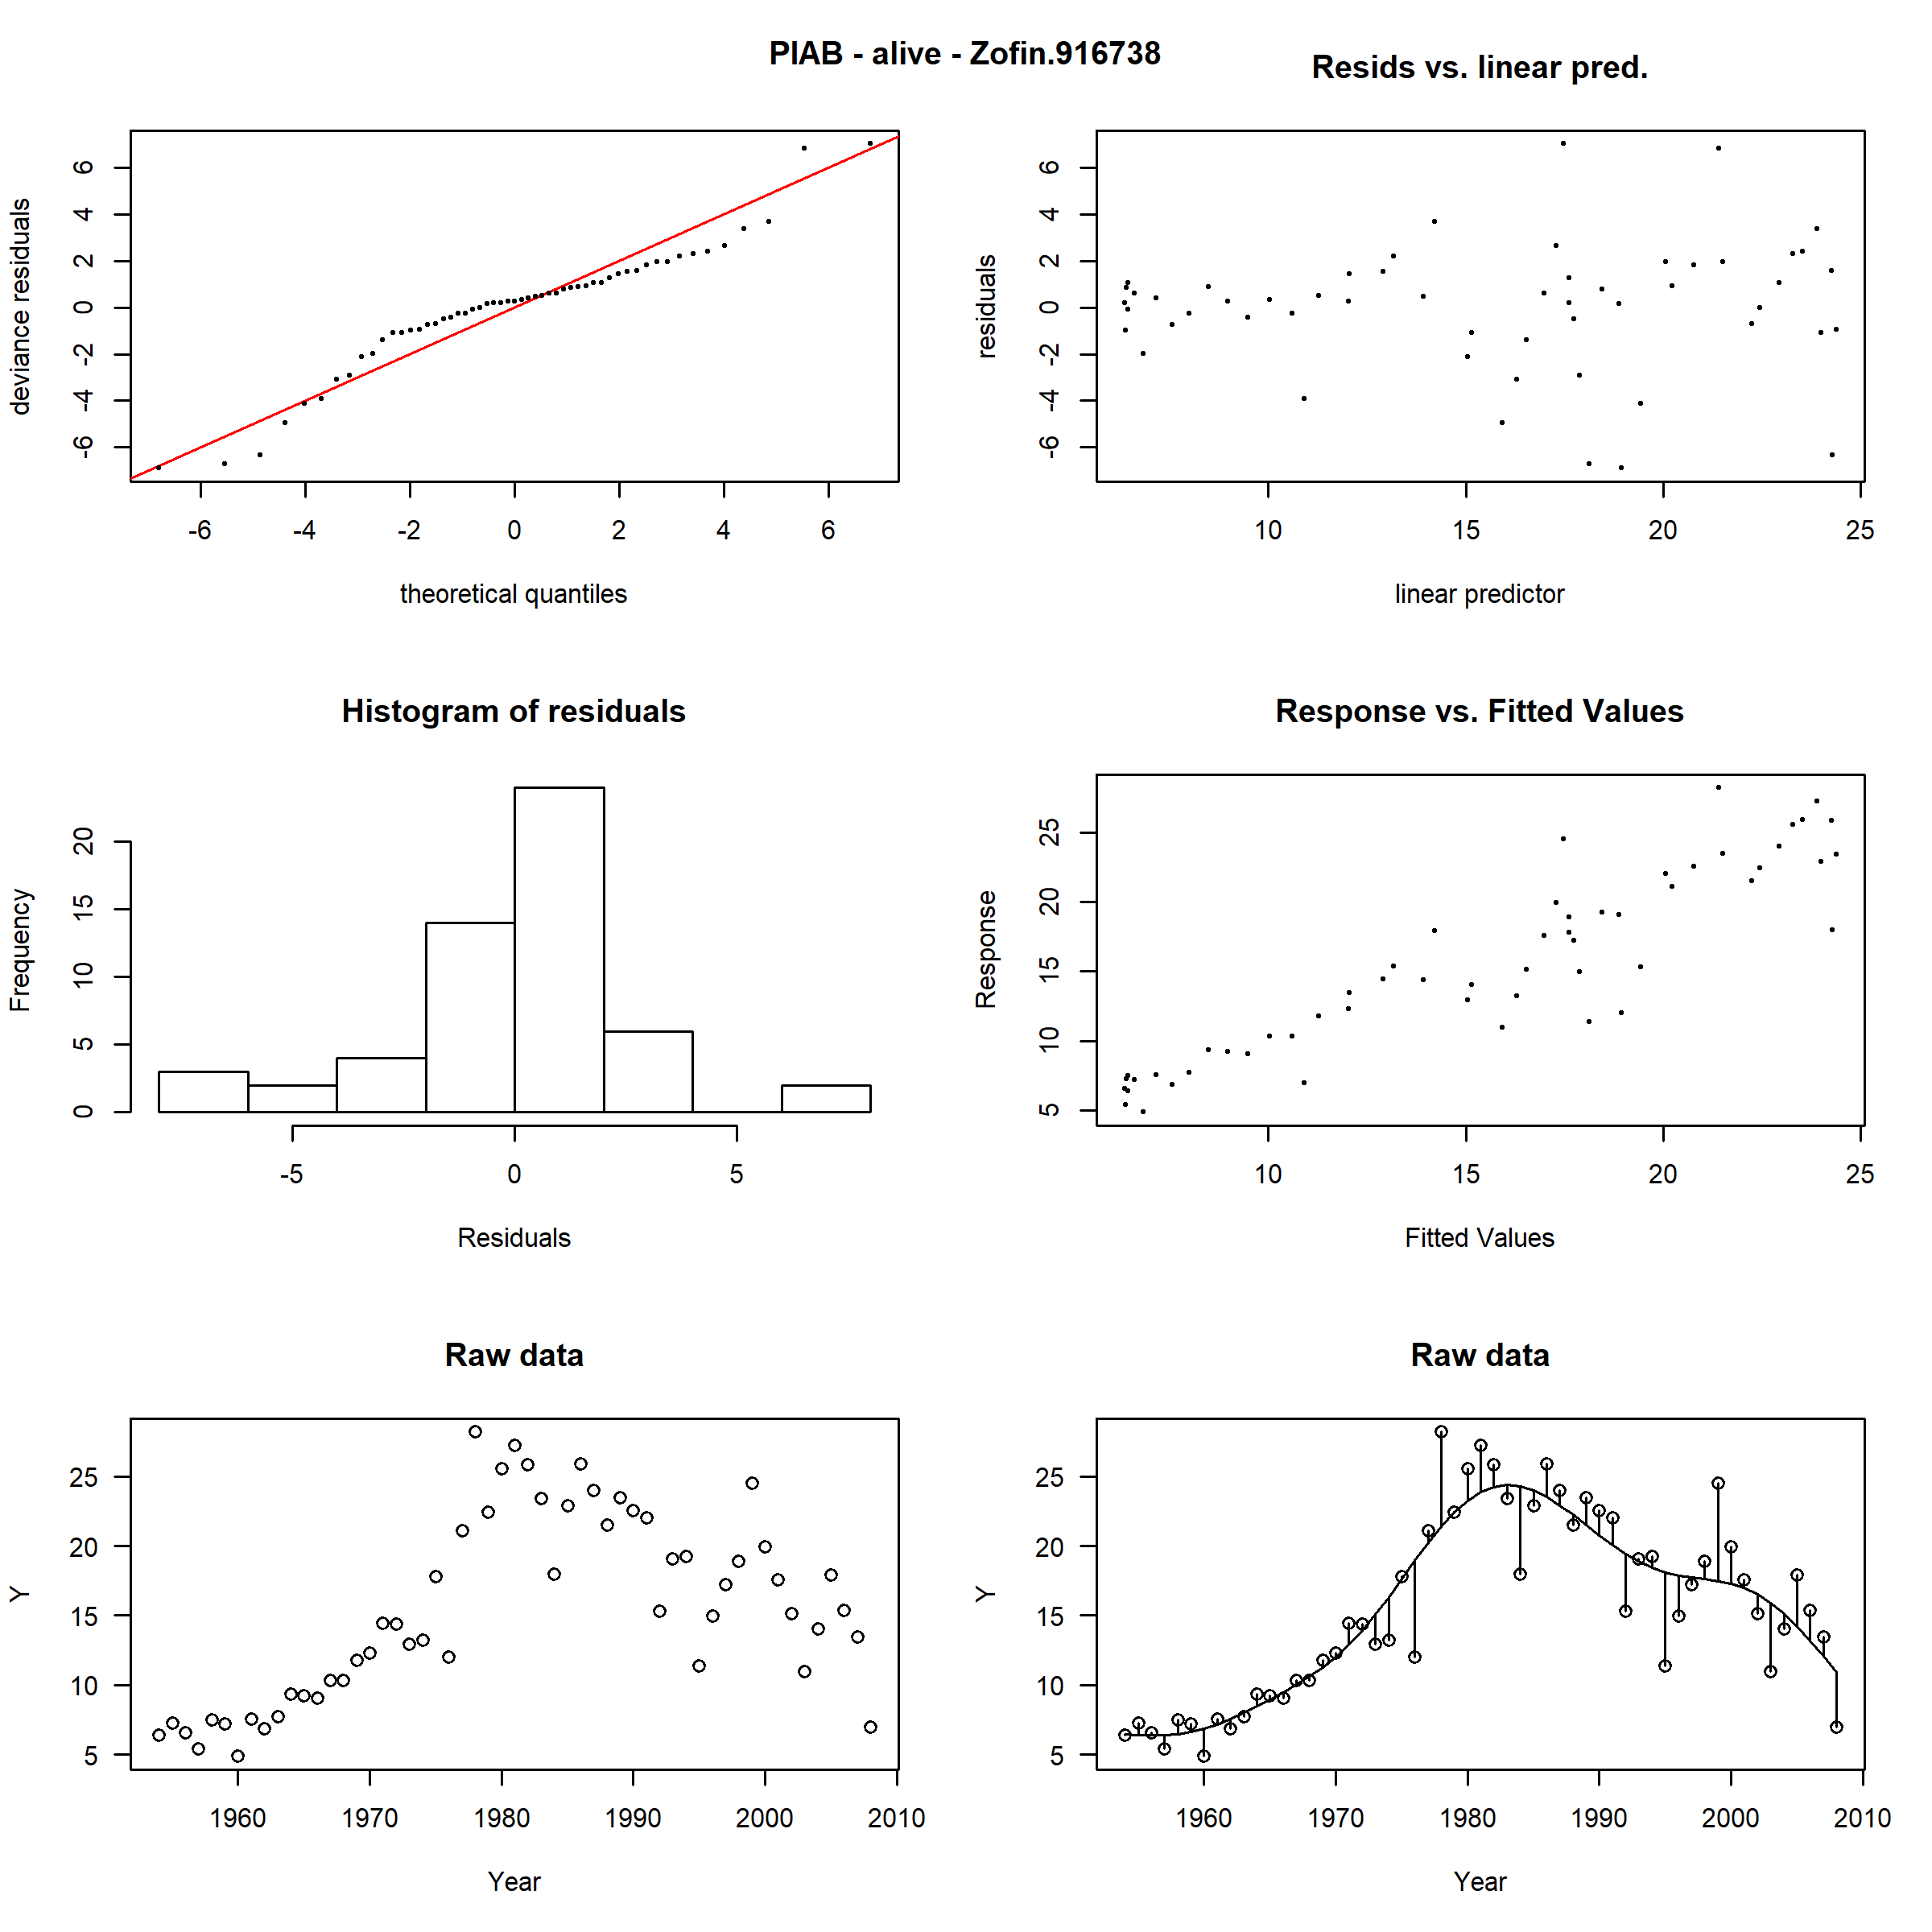 PIAB - alive - Zofin.916738
Resids vs. linear pred.
deviance residuals
-6 -4 -2 0 2 4 6
-6 -4 -2 0 2 4 6
theoretical quantiles
residuals
-6 -4 -2 0 2 4 6
10 15 20 25
linear predictor
Histogram of residuals
Frequency
0 5 10 15 20
-5 0 5
Residuals
Response vs. Fitted Values
Response
5 10 15 20 25
10 15 20 25
Fitted Values
Raw data
Y
25
20
15
10
5
1960 1970 1980 1990 2000 2010
Year
Raw data
Y
25
20
15
10
5
1960 1970 1980 1990 2000 2010
Year